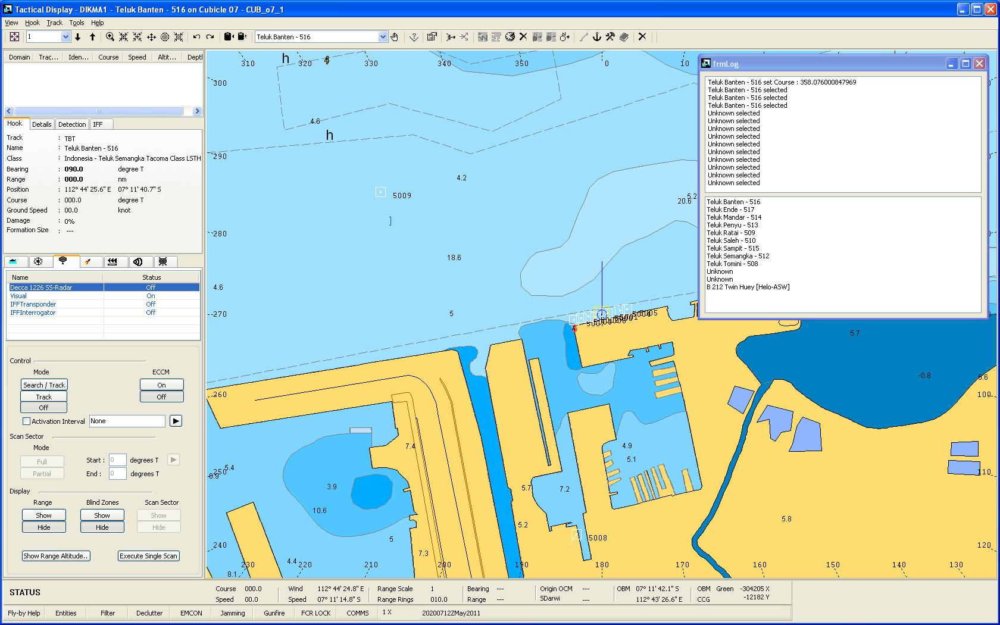 Tactical Display - DIKMA1 - Teluk Banten - 516 on Cubicle 07 - CUB_o7_1
View Hook Track Tools Help
1 Teluk Banten - 516
Domain Trac... Iden... Course Speed Altit... Depth
Hook Details Detection IFF
Track : TBT
Name : Teluk Banten - 516
Class : Indonesia - Teluk Semangka Tacoma Class LSTH
Bearing : 090.0 degree T
Range : 000.0 nm
Position : 112° 44' 25.6" E 07° 11' 40.7" S
Course : 000.0 degree T
Ground Speed : 00.0 knot
Damage : 0%
Formation Size : ---
Name Status
Decca 1226 SS-Radar Off
Visual On
IFFTransponder Off
IFFInterrogator Off
Control
Mode ECCM
Search / Track On
Track Off
Off
Activation Interval None
Scan Sector
Mode
Full Start : 0 degrees T
Partial End : 0 degrees T
Display
Range Blind Zones Scan Sector
Show Show Show
Hide Hide Hide
Show Range Altitude.. Execute Single Scan
310 h 320 330 340 350 0 10
300
4.6
h
290
4.2
5009
5.2
20.6
]
280
18.6
4.6
270
5
5005
5007
5.7
-0.8
6.6
260
100
7.4
4.9
5.1
5.4
250
6.9
110
3.9
5.7
7.2
10.6
5.8
5.2
5
5008
240
120
7.3
4.4
8.1
230 220 210 200 190 180 170 160 150 140 130
frmLog
Teluk Banten - 516 set Course : 358.076000847969
Teluk Banten - 516 selected
Teluk Banten - 516 selected
Teluk Banten - 516 selected
Unknown selected
Unknown selected
Unknown selected
Unknown selected
Unknown selected
Unknown selected
Unknown selected
Unknown selected
Unknown selected
Unknown selected
Teluk Banten - 516
Teluk Ende - 517
Teluk Mandar - 514
Teluk Penyu - 513
Teluk Ratai - 509
Teluk Saleh - 510
Teluk Sampit - 515
Teluk Semangka - 512
Teluk Tomini - 508
Unknown
Unknown
B 212 Twin Huey [Helo-ASW]
STATUS
Course 000.0 Wind 112° 44' 24.8" E Range Scale 1 Bearing --- Origin OCM --- OBM 07° 11' 42.1" S OBM Green -304205 X
Speed 00.0 Speed 07° 11' 14.8" S Range Rings 010.0 Range --- SDarwi --- 112° 43' 26.6" E CCG -12182 Y
Fly-by Help Entities Filter Declutter EMCON Jamming Gunfire FCR LOCK COMMS 1 X 20200712ZMay2011